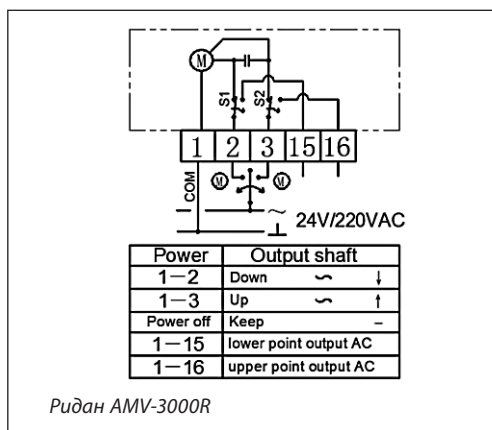 M
S1 S2
1 2 3 15 16
COM M M
∼ 24V/220VAC
Power Output shaft
1—2 Down ∽ ↓
1—3 Up ∽ ↑
Power off Keep –
1—15 lower point output AC
1—16 upper point output AC
Ридан AMV-3000R